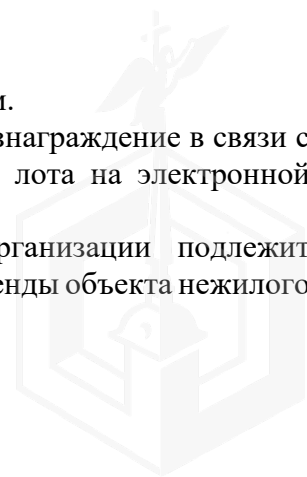 м.
знаграждение в связи с
лота на электронной
рганизации подлежит
енды объекта нежилого